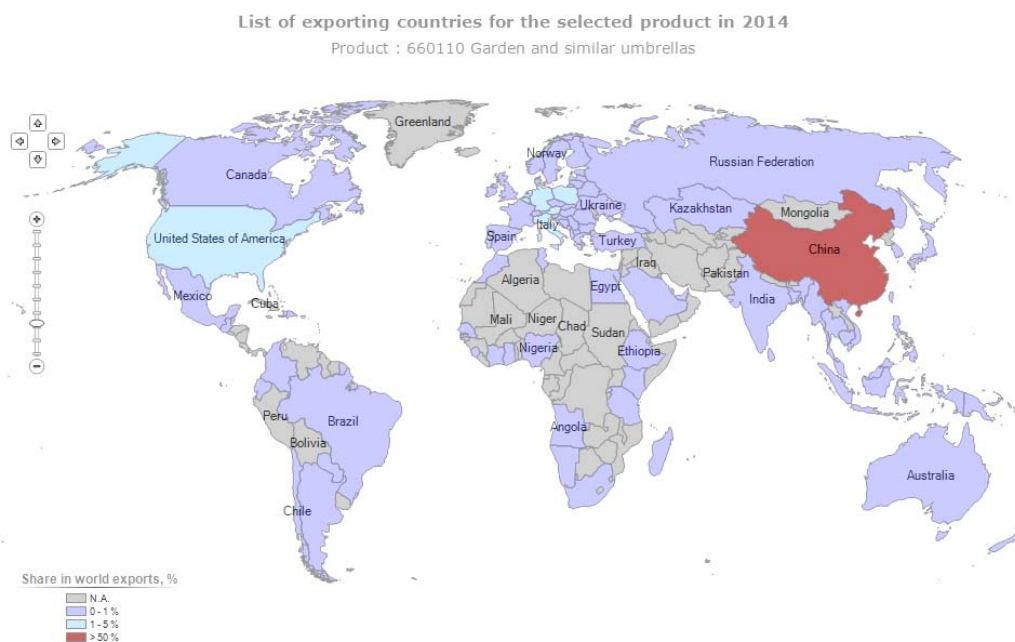 List of exporting countries for the selected product in 2014
Product : 660110 Garden and similar umbrellas
Greenland
Norway
Russian Federation
Canada
Ukraine
Kazakhstan
Mongolia
United States of America
Italy
Spain
Turkey
China
Iraq
Pakistan
Algeria
Egypt
India
Mexico
Cuba
Mali
Niger
Chad
Sudan
Nigeria
Ethiopia
Peru
Brazil
Angola
Bolivia
Australia
Chile
Share in world exports, %
N.A.
0 - 1 %
1 - 5 %
> 50 %